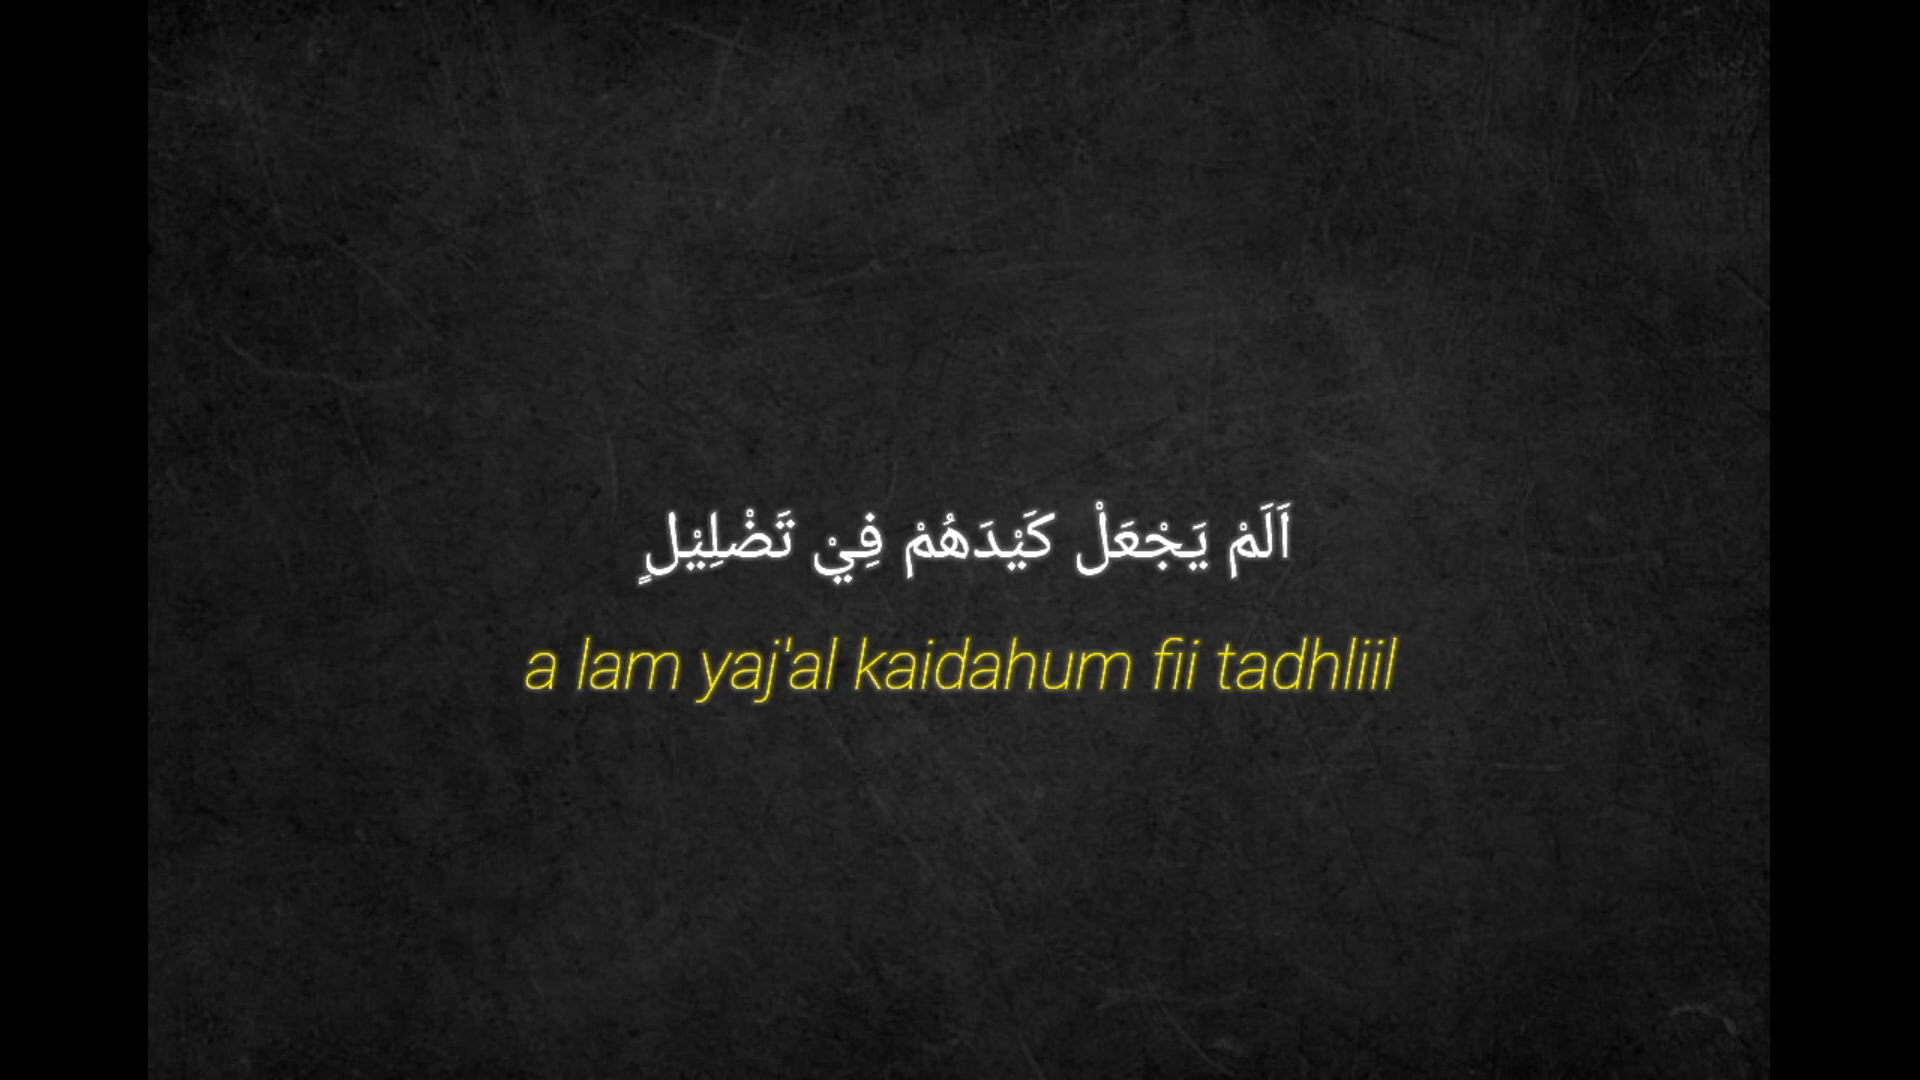 اَلَمْ يَجْعَلْ كَيْدَهُمْ فِيْ تَضْلِيْلٍ
a lam yaj'al kaidahum fii tadhliil